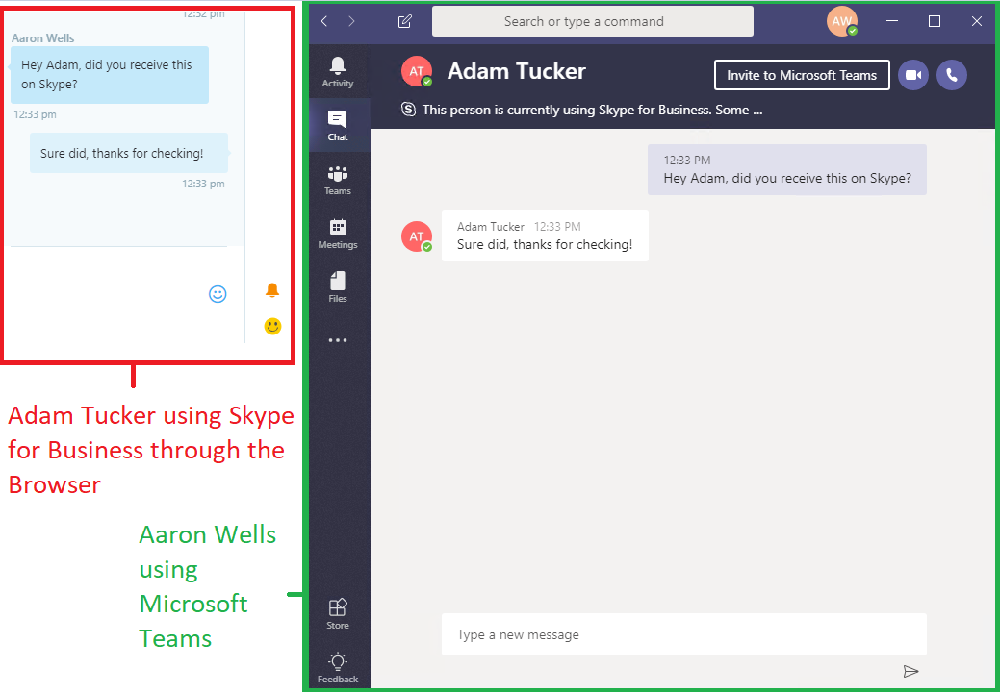 12:32 pm
Aaron Wells
Hey Adam, did you receive this
on Skype?
12:33 pm
Sure did, thanks for checking!
12:33 pm
Adam Tucker using Skype
for Business through the
Browser
Aaron Wells
using
Microsoft
Teams
Search or type a command
AW
Activity
Chat
Teams
Meetings
Files
Store
Feedback
AT
Adam Tucker
Invite to Microsoft Teams
This person is currently using Skype for Business. Some ...
12:33 PM
Hey Adam, did you receive this on Skype?
AT
Adam Tucker 12:33 PM
Sure did, thanks for checking!
Type a new message